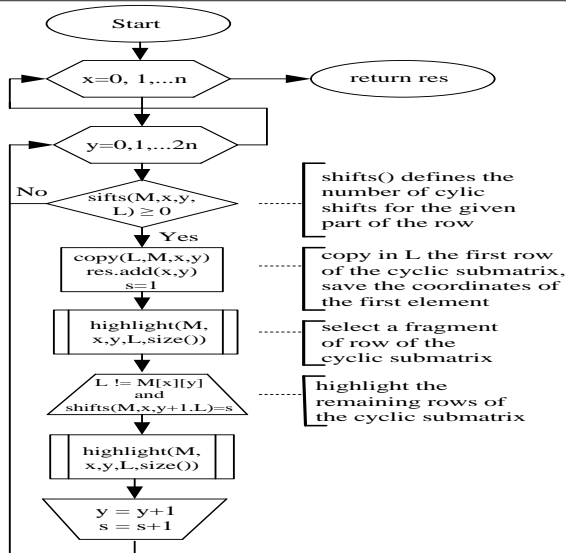 Start
x=0, 1,...n
return res
y=0,1,...2n
No
sifts(M,x,y,
L) ≥ 0
shifts() defines the
number of cylic
shifts for the given
part of the row
Yes
copy(L,M,x,y)
res.add(x,y)
s=1
copy in L the first row
of the cyclic submatrix,
save the coordinates of
the first element
highlight(M,
x,y,L,size())
select a fragment
of row of the
cyclic submatrix
L != M[x][y]
and
shifts(M,x,y+1.L)=s
highlight the
remaining rows of
the cyclic submatrix
highlight(M,
x,y,L,size())
y = y+1
s = s+1